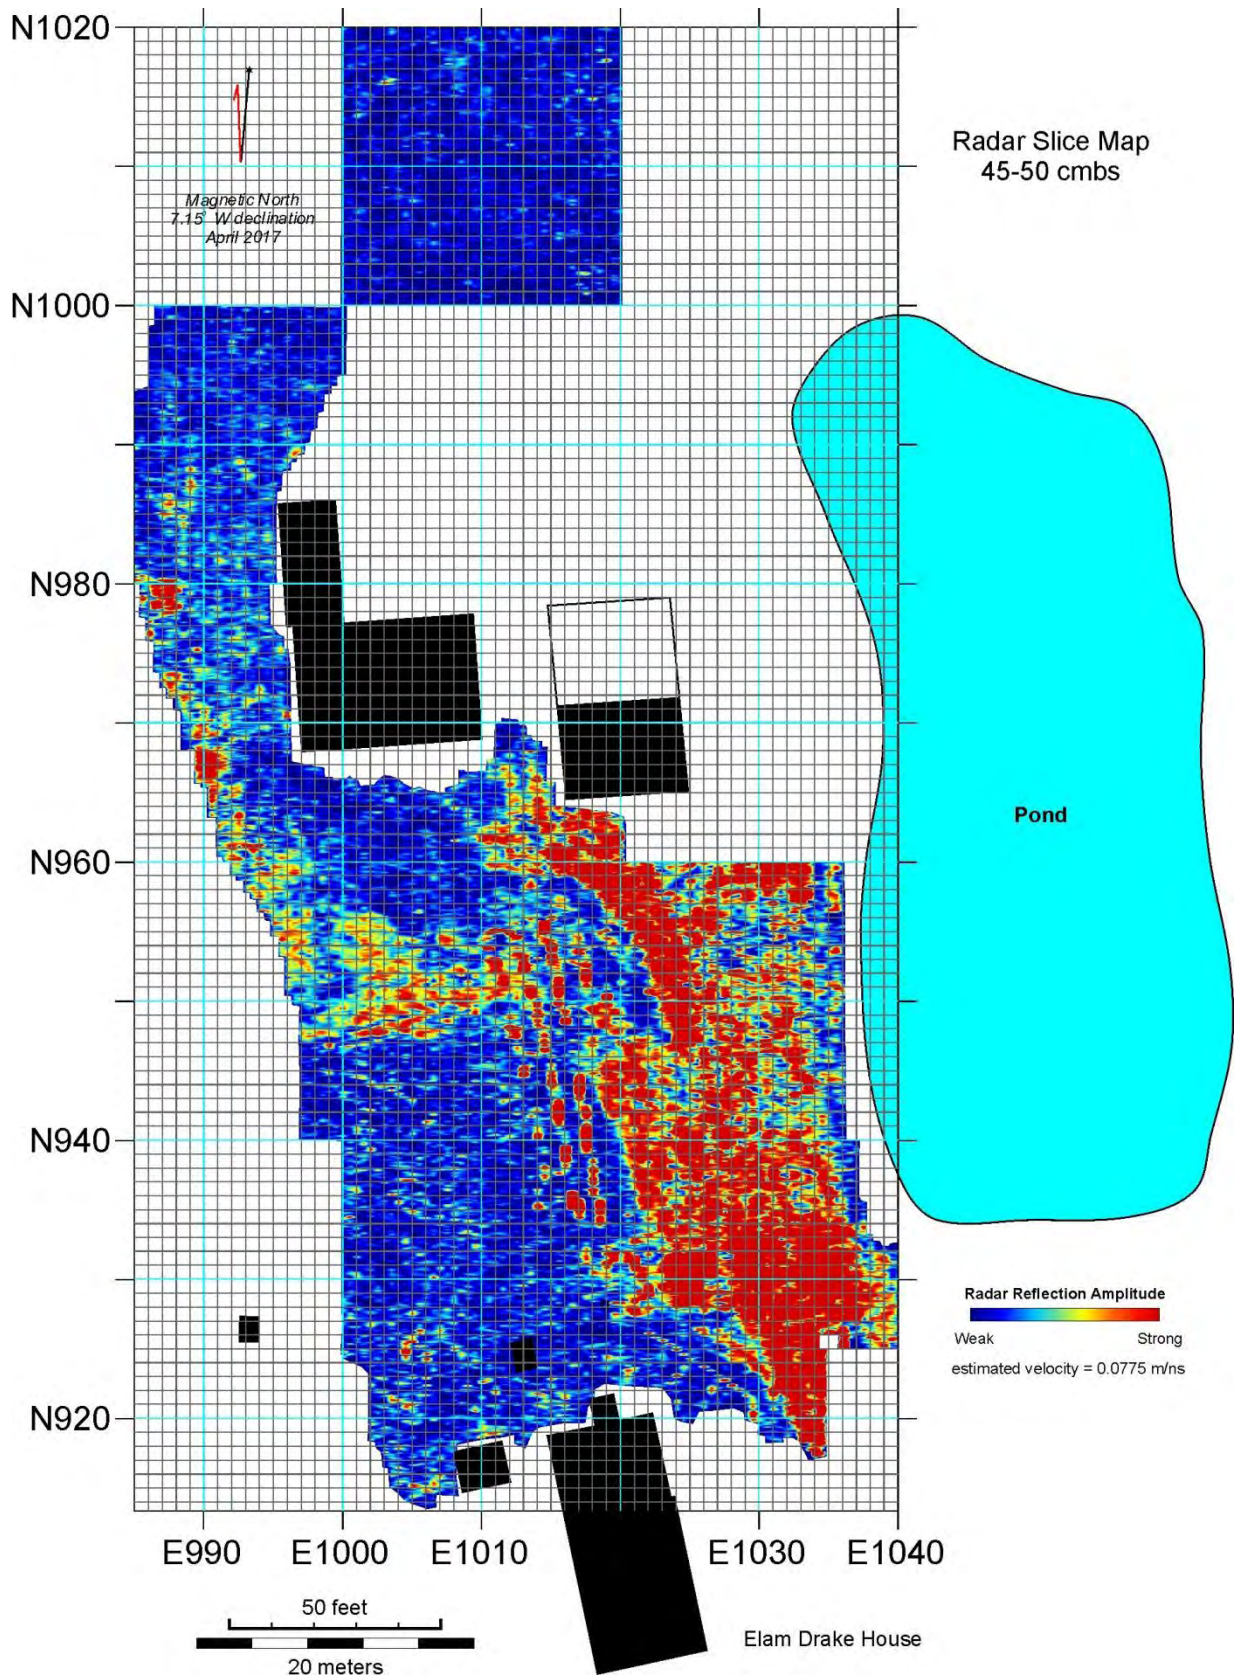 N1020
Radar Slice Map
45-50 cmbs
Magnetic North
7.15° W declination
April 2017
N1000
N980
Pond
N960
N940
Radar Reflection Amplitude
Weak Strong
estimated velocity = 0.0775 m/ns
N920
E990 E1000 E1010 E1030 E1040
50 feet
Elam Drake House
20 meters